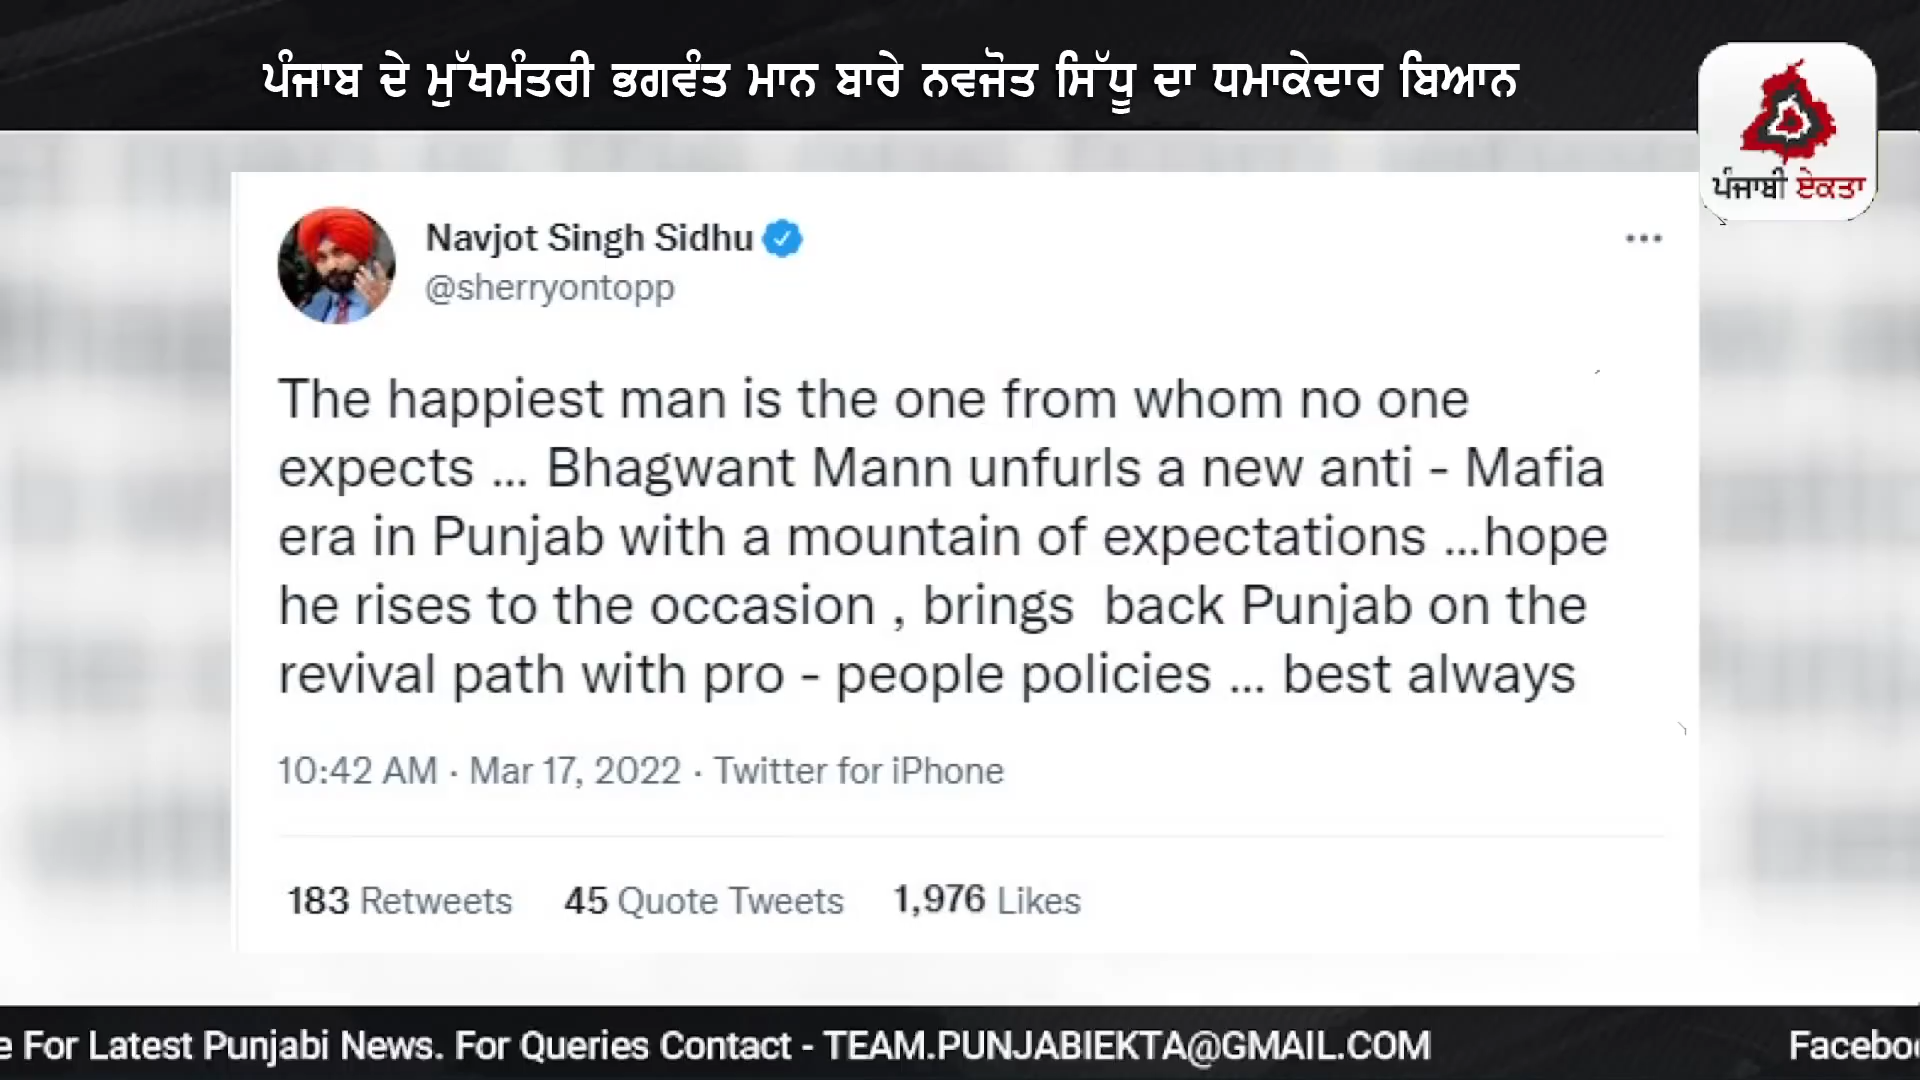 ਪੰਜਾਬ ਦੇ ਮੁੱਖਮੰਤਰੀ ਭਗਵੰਤ ਮਾਨ ਬਾਰੇ ਨਵਜੋਤ ਸਿੱਧੂ ਦਾ ਧਮਾਕੇਦਾਰ ਬਿਆਨ
ਪੰਜਾਬੀ ਏਕਤਾ
Navjot Singh Sidhu
@sherryontopp
The happiest man is the one from whom no one
expects ... Bhagwant Mann unfurls a new anti - Mafia
era in Punjab with a mountain of expectations ...hope
he rises to the occasion , brings  back Punjab on the
revival path with pro - people policies ... best always
10:42 AM · Mar 17, 2022 · Twitter for iPhone
183 Retweets 45 Quote Tweets 1,976 Likes
e For Latest Punjabi News. For Queries Contact - TEAM.PUNJABIEKTA@GMAIL.COM Facebo